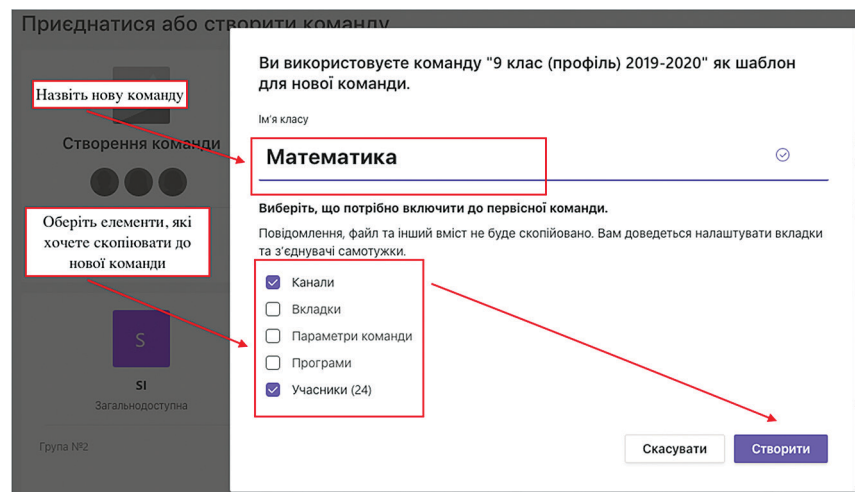 Приєднатися або створити команду
Ви використовуєте команду "9 клас (профіль) 2019-2020" як шаблон
для нової команди.
Назвіть нову команду
Ім'я класу
Створення команди
Математика
Оберіть елементи, які
хочете скопіювати до
нової команди
Виберіть, що потрібно включити до первісної команди.
Повідомлення, файл та інший вміст не буде скопійовано. Вам доведеться налаштувати вкладки
та з'єднувачі самотужки.
Канали
Вкладки
Параметри команди
Програми
Учасники (24)
S
SI
Загальнодоступна
Група №2
Скасувати
Створити